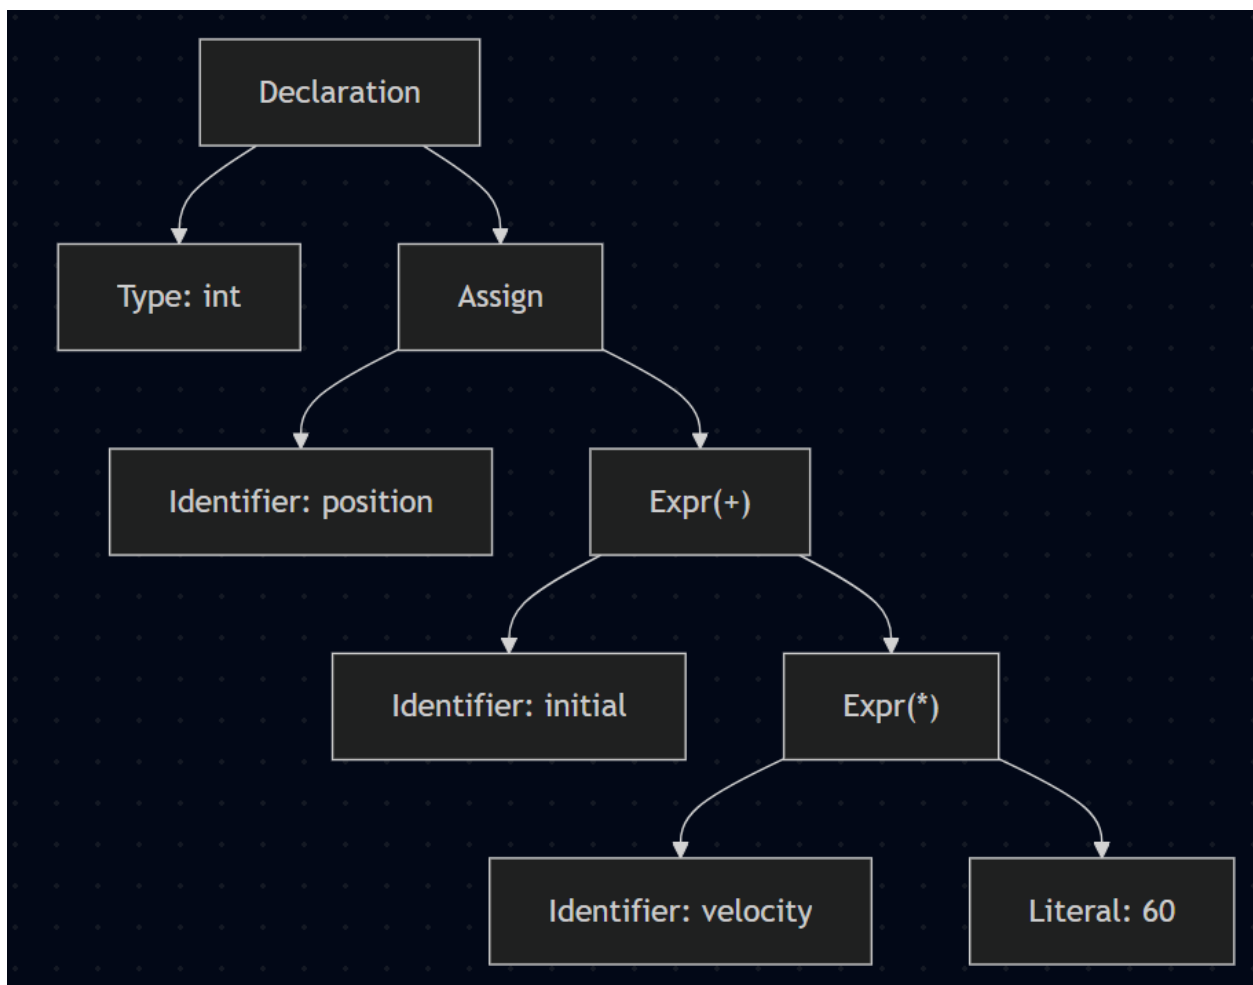 Declaration
Type: int
Assign
Identifier: position
Expr(+)
Identifier: initial
Expr(*)
Identifier: velocity
Literal: 60